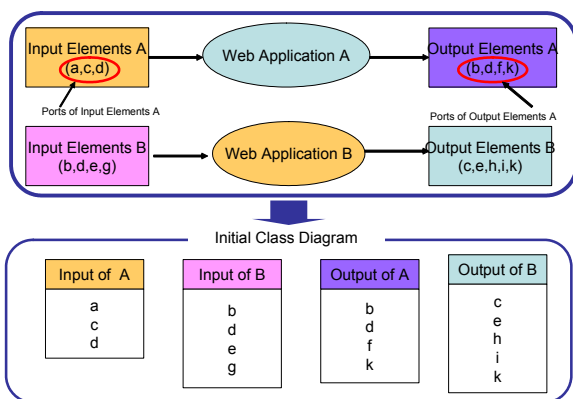 Input Elements A
(a,c,d)
Web Application A
Output Elements A
(b,d,f,k)
Ports of Input Elements A
Ports of Output Elements A
Input Elements B
(b,d,e,g)
Web Application B
Output Elements B
(c,e,h,i,k)
Initial Class Diagram
Input of A
a
c
d
Input of B
b
d
e
g
Output of A
b
d
f
k
Output of B
c
e
h
i
k